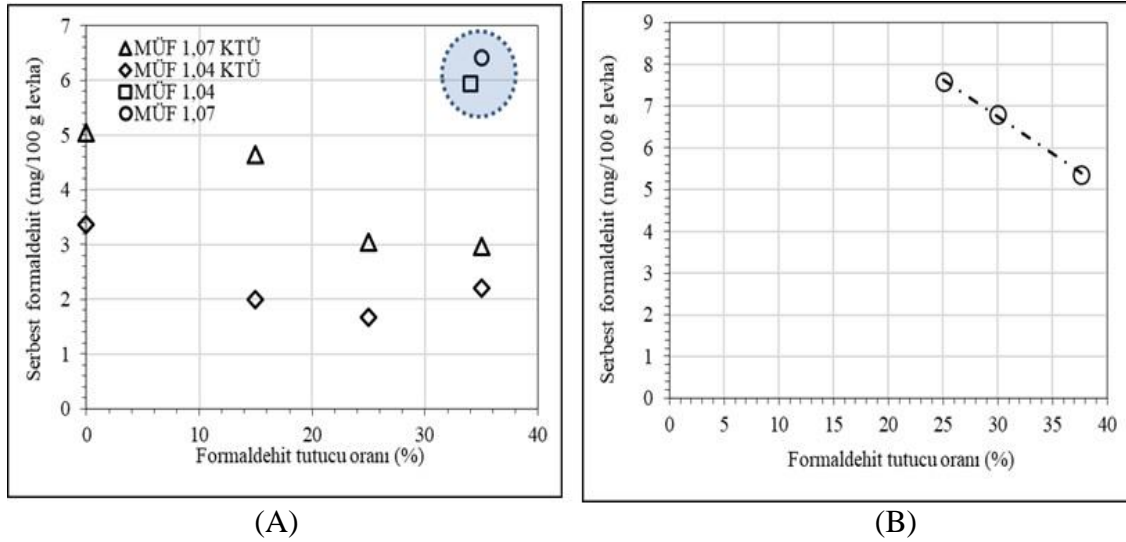 7
6
5
4
3
2
1
0
Serbest formaldehit (mg/100 g levha)
MÜF 1,07 KTÜ
MÜF 1,04 KTÜ
MÜF 1,04
MÜF 1,07
0 10 20 30 40
Formaldehit tutucu oranı (%)
(A)
9
8
7
6
5
4
3
2
1
0
Serbest formaldehit (mg/100 g levha)
0 5 10 15 20 25 30 35 40
Formaldehit tutucu oranı (%)
(B)